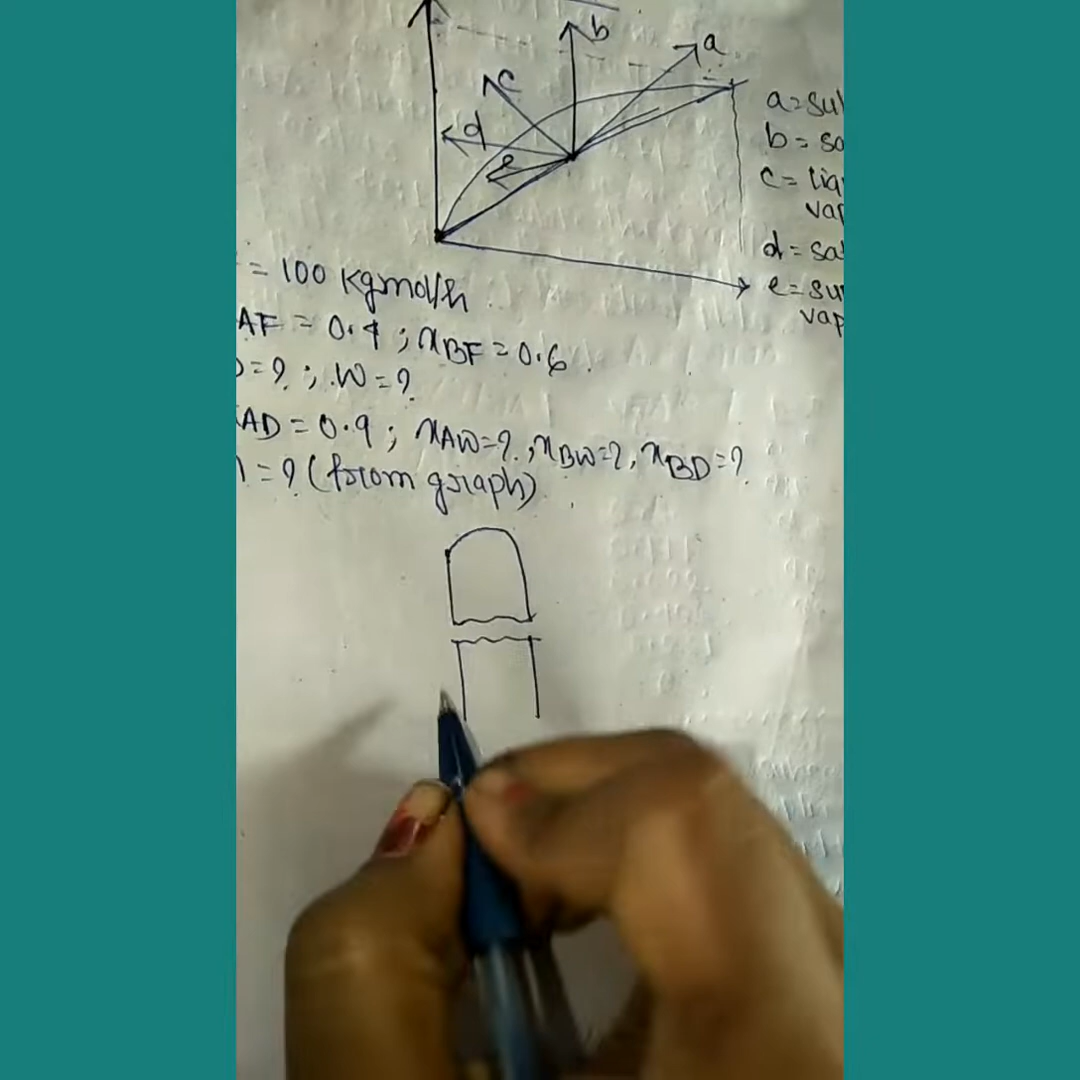 b
a
c
d
e
a=su
b=sa
c=liq
vap
d=sa
e=su
vap
=100 kgmol/h
AF=0.4; xBF=0.6
=?; W=?
AD=0.9; xAW=?, xBW=?, xBD=?
=? (from graph)